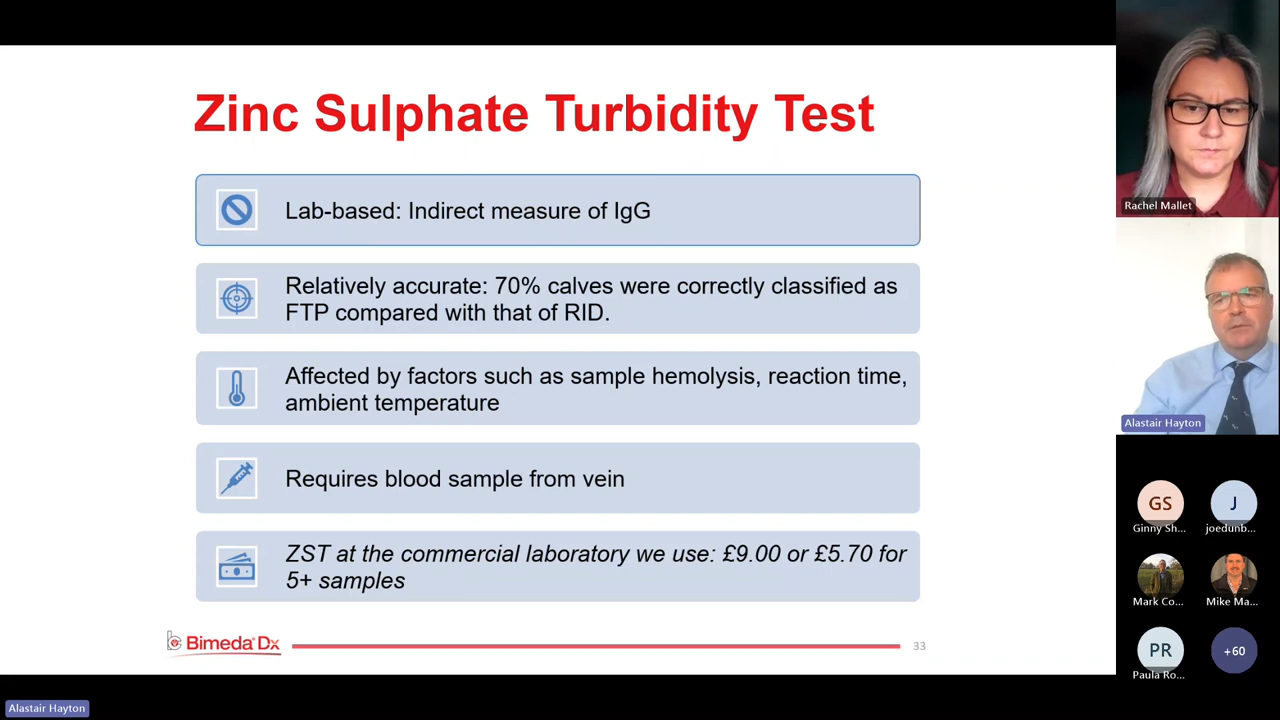 Zinc Sulphate Turbidity Test
Lab-based: Indirect measure of IgG
Relatively accurate: 70% calves were correctly classified as
FTP compared with that of RID.
Affected by factors such as sample hemolysis, reaction time,
ambient temperature
Requires blood sample from vein
ZST at the commercial laboratory we use: £9.00 or £5.70 for
5+ samples
Bimeda® Dx
33
Rachel Mallet
Alastair Hayton
GS
J
Ginny Sh...
joedunb...
Mark Co...
Mike Ma...
PR
+60
Paula Ro...
Alastair Hayton